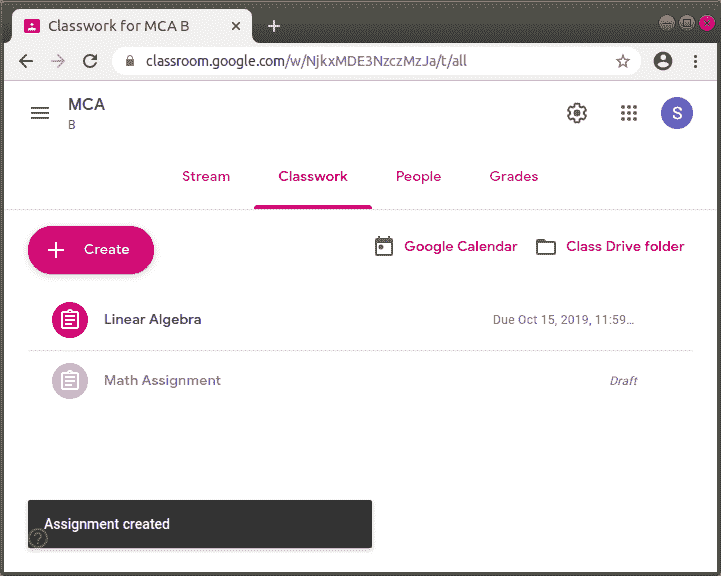 Classwork for MCA B
classroom.google.com/w/NjkxMDE3NzczMzJa/t/all
MCA
B
S
Stream Classwork People Grades
Create Google Calendar Class Drive folder
Linear Algebra Due Oct 15, 2019, 11:59…
Math Assignment Draft
Assignment created
?